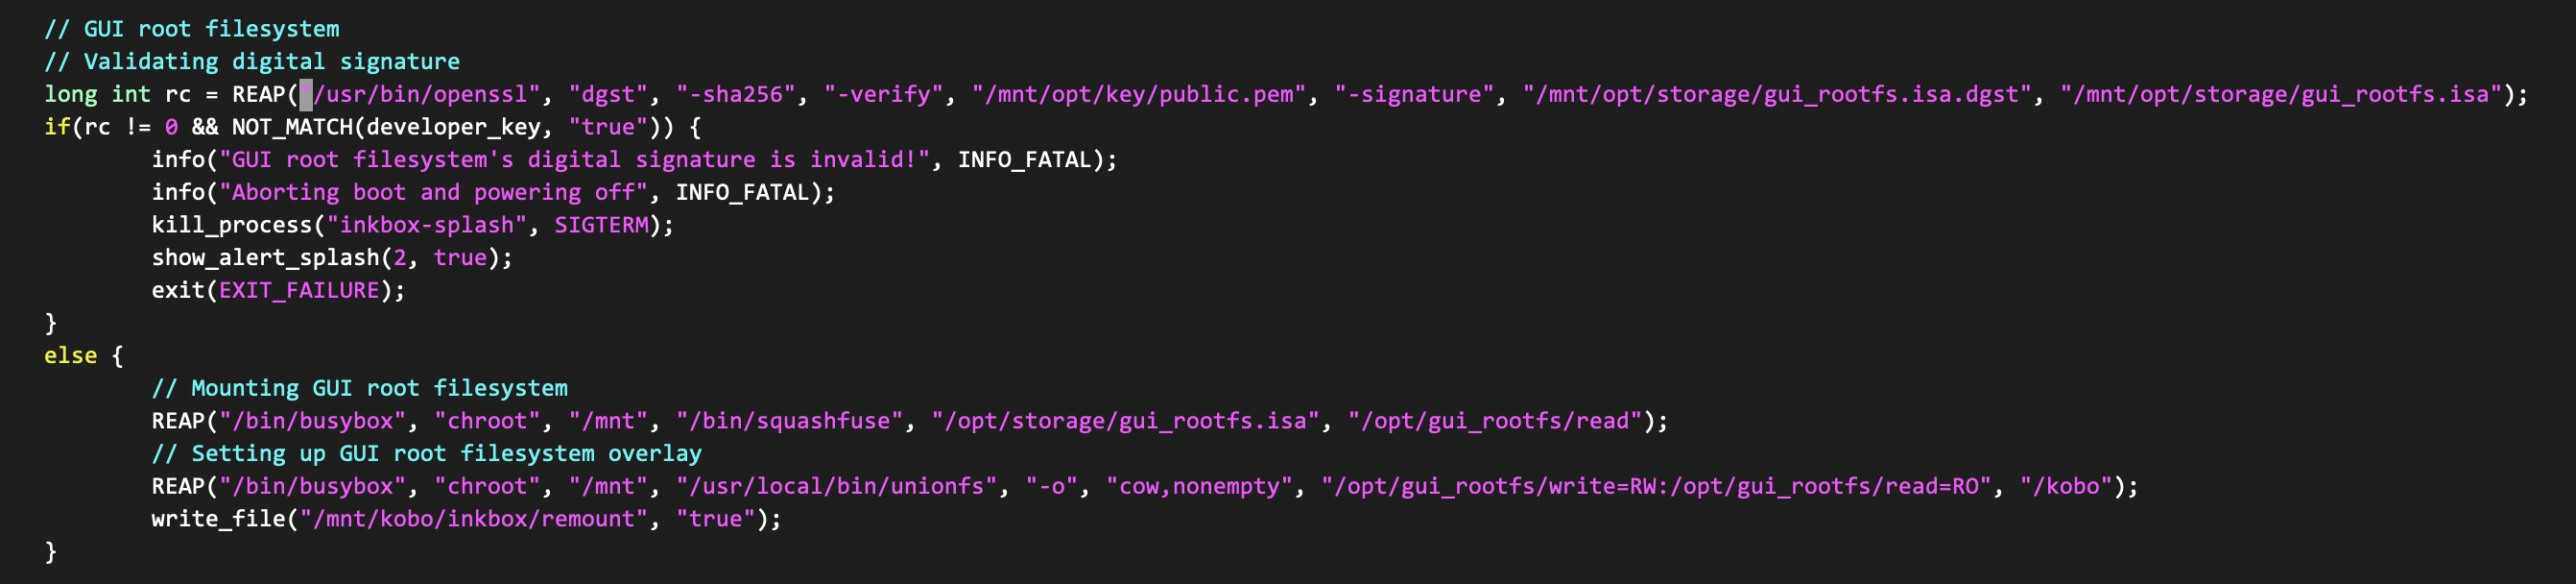 // GUI root filesystem
// Validating digital signature
long int rc = REAP("/usr/bin/openssl", "dgst", "-sha256", "-verify", "/mnt/opt/key/public.pem", "-signature", "/mnt/opt/storage/gui_rootfs.isa.dgst", "/mnt/opt/storage/gui_rootfs.isa");
if(rc != 0 && NOT_MATCH(developer_key, "true")) {
        info("GUI root filesystem's digital signature is invalid!", INFO_FATAL);
        info("Aborting boot and powering off", INFO_FATAL);
        kill_process("inkbox-splash", SIGTERM);
        show_alert_splash(2, true);
        exit(EXIT_FAILURE);
}
else {
        // Mounting GUI root filesystem
        REAP("/bin/busybox", "chroot", "/mnt", "/bin/squashfuse", "/opt/storage/gui_rootfs.isa", "/opt/gui_rootfs/read");
        // Setting up GUI root filesystem overlay
        REAP("/bin/busybox", "chroot", "/mnt", "/usr/local/bin/unionfs", "-o", "cow,nonempty", "/opt/gui_rootfs/write=RW:/opt/gui_rootfs/read=RO", "/kobo");
        write_file("/mnt/kobo/inkbox/remount", "true");
}